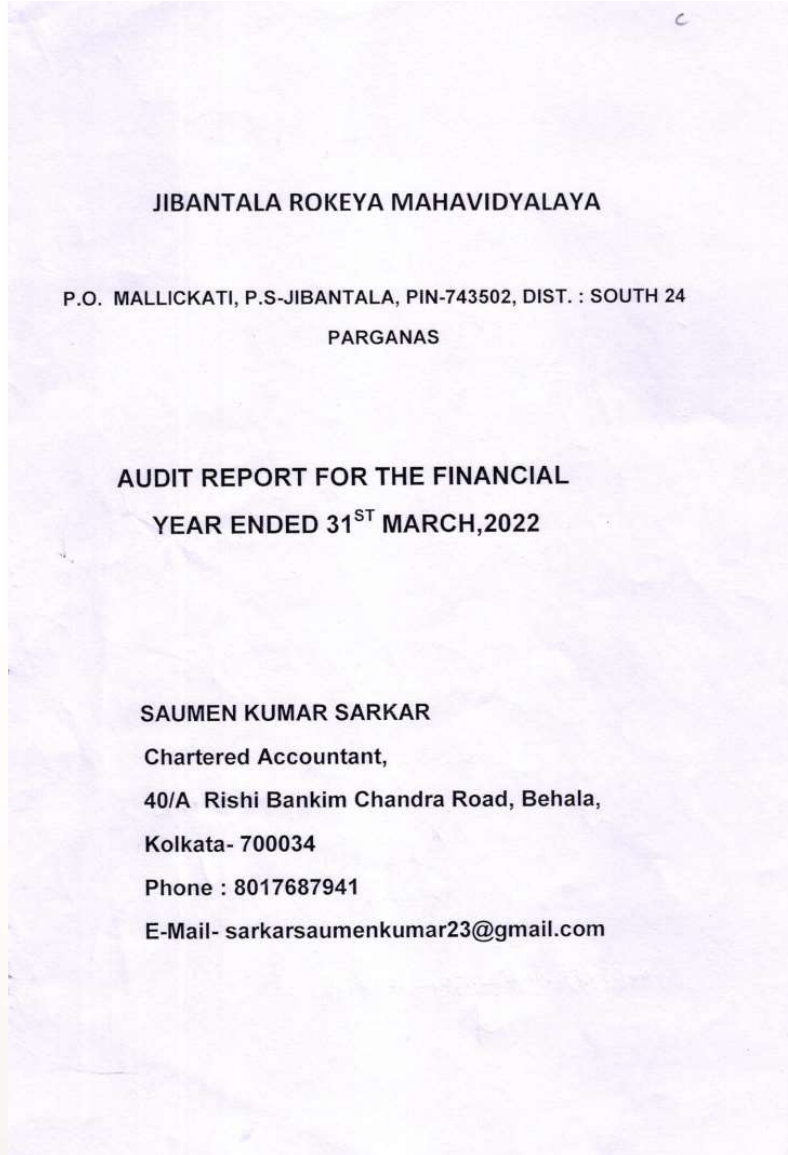 c
JIBANTALA ROKEYA MAHAVIDYALAYA
P.O. MALLICKATI, P.S-JIBANTALA, PIN-743502, DIST. : SOUTH 24
PARGANAS
AUDIT REPORT FOR THE FINANCIAL
YEAR ENDED 31ST MARCH,2022
SAUMEN KUMAR SARKAR
Chartered Accountant,
40/A Rishi Bankim Chandra Road, Behala,
Kolkata- 700034
Phone : 8017687941
E-Mail- sarkarsaumenkumar23@gmail.com